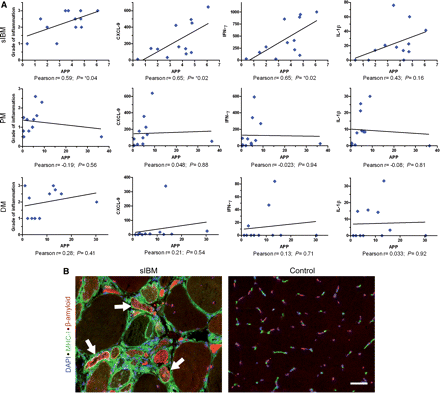 A
sIBM
Grade of inflammation
APP
Pearson r= 0.59; P= *0.04
CXCL-9
APP
Pearson r= 0.65; P= *0.02
IFN-γ
APP
Pearson r= 0.65; P= *0.02
IL-1β
APP
Pearson r= 0.43; P= 0.16
PM
Grade of inflammation
APP
Pearson r= -0.19; P= 0.56
CXCL-9
APP
Pearson r= 0.048; P= 0.88
IFN-γ
APP
Pearson r= -0.023; P= 0.94
IL-1β
APP
Pearson r= -0.08; P= 0.81
DM
Grade of inflammation
APP
Pearson r= 0.28; P= 0.41
CXCL-9
APP
Pearson r= 0.21; P= 0.54
IFN-γ
APP
Pearson r= 0.13; P= 0.71
IL-1β
APP
Pearson r= 0.033; P= 0.92
B
sIBM
Control
DAPI • MHC-I • β-amyloid